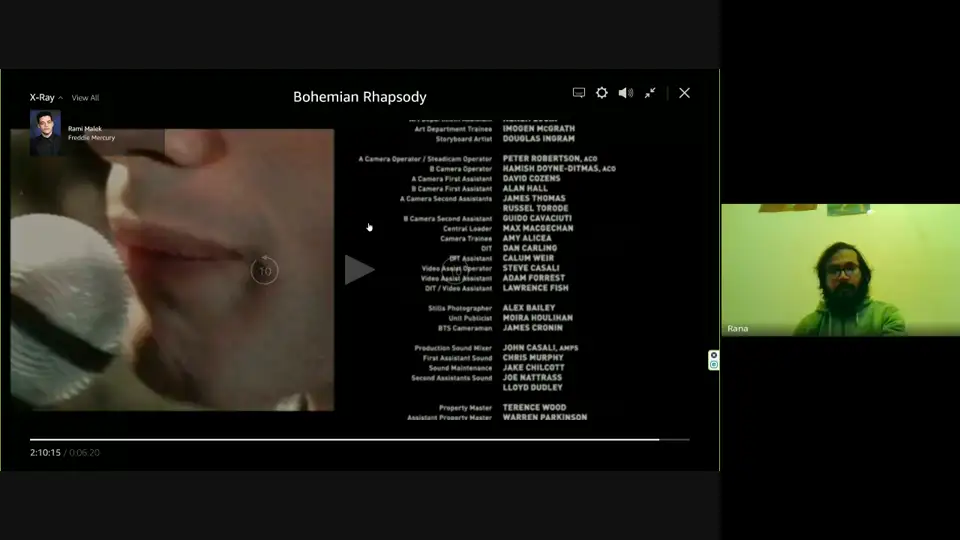 X-Ray View All
Bohemian Rhapsody
Rami Malek
Freddie Mercury
Art Department Trainee IMOGEN MCGRATH
Storyboard Artist DOUGLAS INGRAM
A Camera Operator / Steadicam Operator PETER ROBERTSON, ACO
B Camera Operator HAMISH DOYNE-DITMAS, ACO
A Camera First Assistant DAVID COZENS
B Camera First Assistant ALAN HALL
A Camera Second Assistants JAMES THOMAS
RUSSEL TORODE
B Camera Second Assistant GUIDO CAVACIUTI
Central Loader MAX MACGECHAN
Camera Trainee AMY ALICEA
DIT DAN CARLING
DIT Assistant CALUM WEIR
Video Assist Operator STEVE CASALI
Video Assist Assistant ADAM FORREST
DIT / Video Assistant LAWRENCE FISH
10
Stills Photographer ALEX BAILEY
Unit Publicist MOIRA HOULIHAN
BTS Cameraman JAMES CRONIN
Production Sound Mixer JOHN CASALI, AMPS
First Assistant Sound CHRIS MURPHY
Sound Maintenance JAKE CHILCOTT
Second Assistants Sound JOE NATTRASS
LLOYD DUDLEY
Property Master TERENCE WOOD
Assistant Property Master WARREN PARKINSON
2:10:15 / 0:06:20
Rana